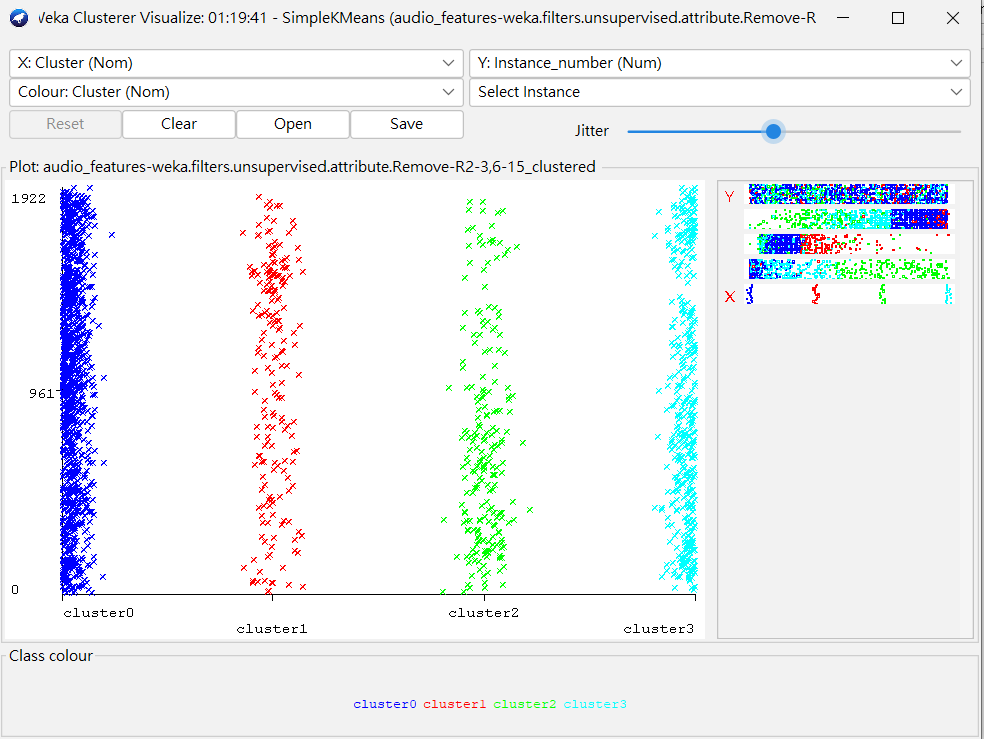 Weka Clusterer Visualize: 01:19:41 - SimpleKMeans (audio_features-weka.filters.unsupervised.attribute.Remove-R
X: Cluster (Nom)
Y: Instance_number (Num)
Colour: Cluster (Nom)
Select Instance
Reset
Clear
Open
Save
Jitter
Plot: audio_features-weka.filters.unsupervised.attribute.Remove-R2-3,6-15_clustered
1922
961
0
cluster0
cluster1
cluster2
cluster3
Y
X
Class colour
cluster0 cluster1 cluster2 cluster3